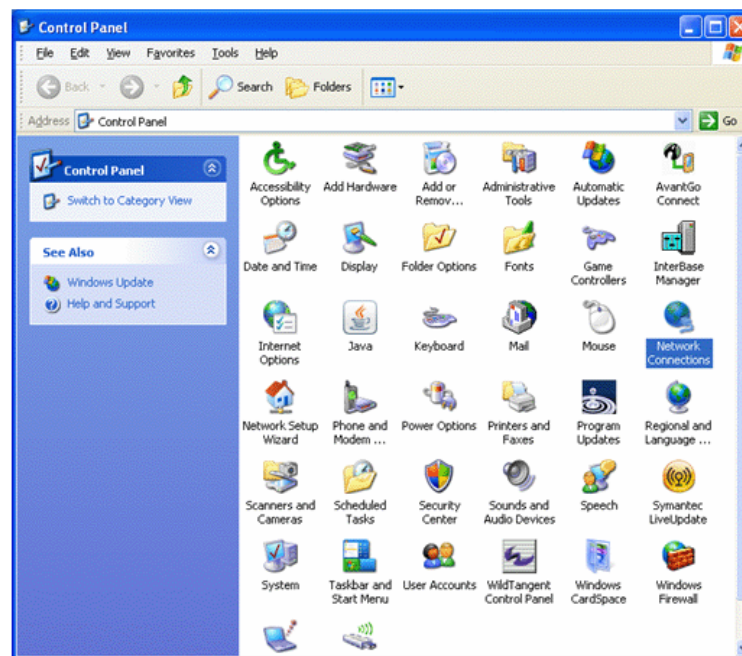 Control Panel
File Edit View Favorites Tools Help
Back Search Folders
Address Control Panel Go
Control Panel
Switch to Category View
See Also
Windows Update
Help and Support
Accessibility Options
Add Hardware
Add or Remov...
Administrative Tools
Automatic Updates
AvantGo Connect
Date and Time
Display
Folder Options
Fonts
Game Controllers
InterBase Manager
Internet Options
Java
Keyboard
Mail
Mouse
Network Connections
Network Setup Wizard
Phone and Modem ...
Power Options
Printers and Faxes
Program Updates
Regional and Language ...
Scanners and Cameras
Scheduled Tasks
Security Center
Sounds and Audio Devices
Speech
Symantec LiveUpdate
System
Taskbar and Start Menu
User Accounts
WildTangent Control Panel
Windows CardSpace
Windows Firewall